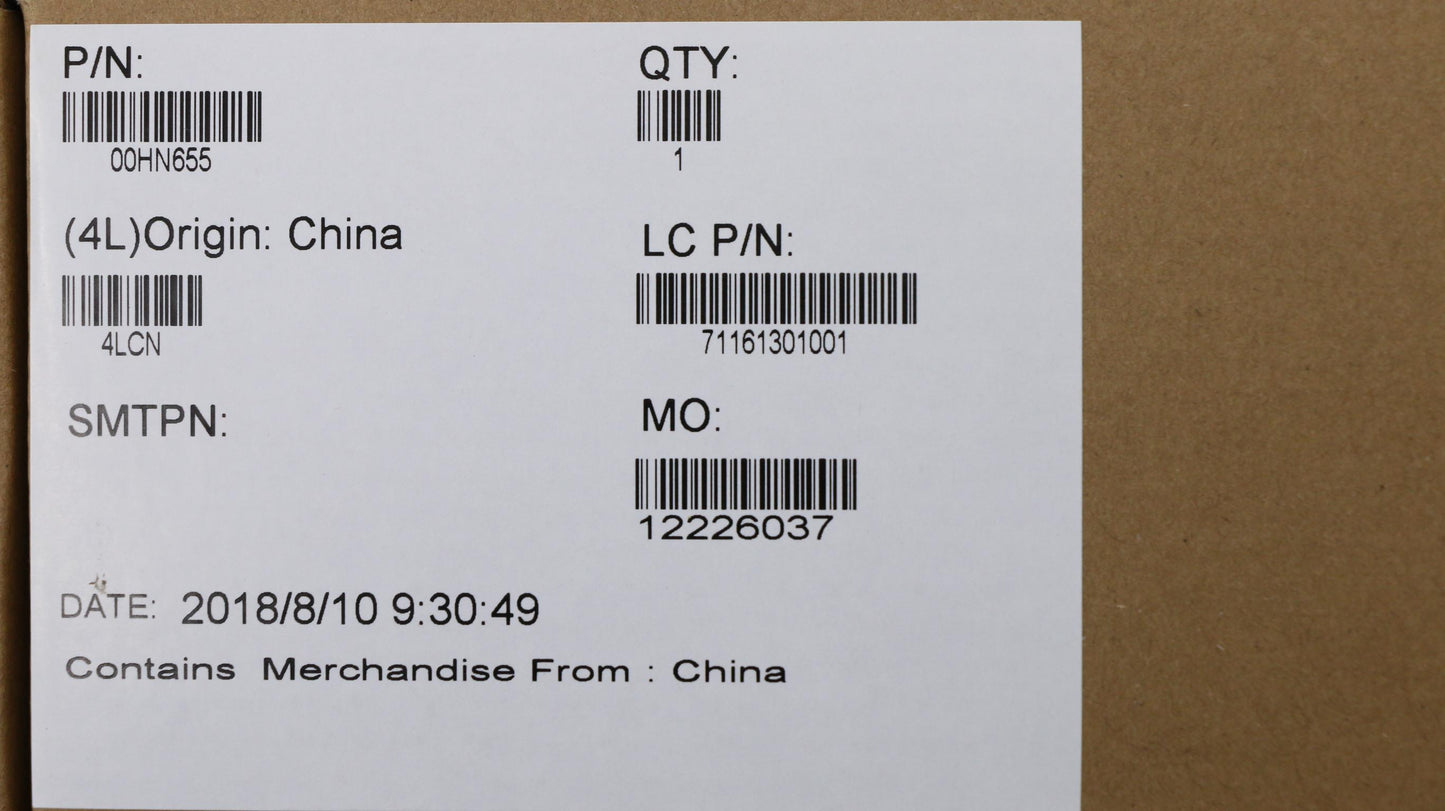 P/N:
00HN655
QTY:
1
(4L)Origin: China
4LCN
LC P/N:
71161301001
SMTPN:
MO:
12226037
DATE: 2018/8/10 9:30:49
Contains Merchandise From : China